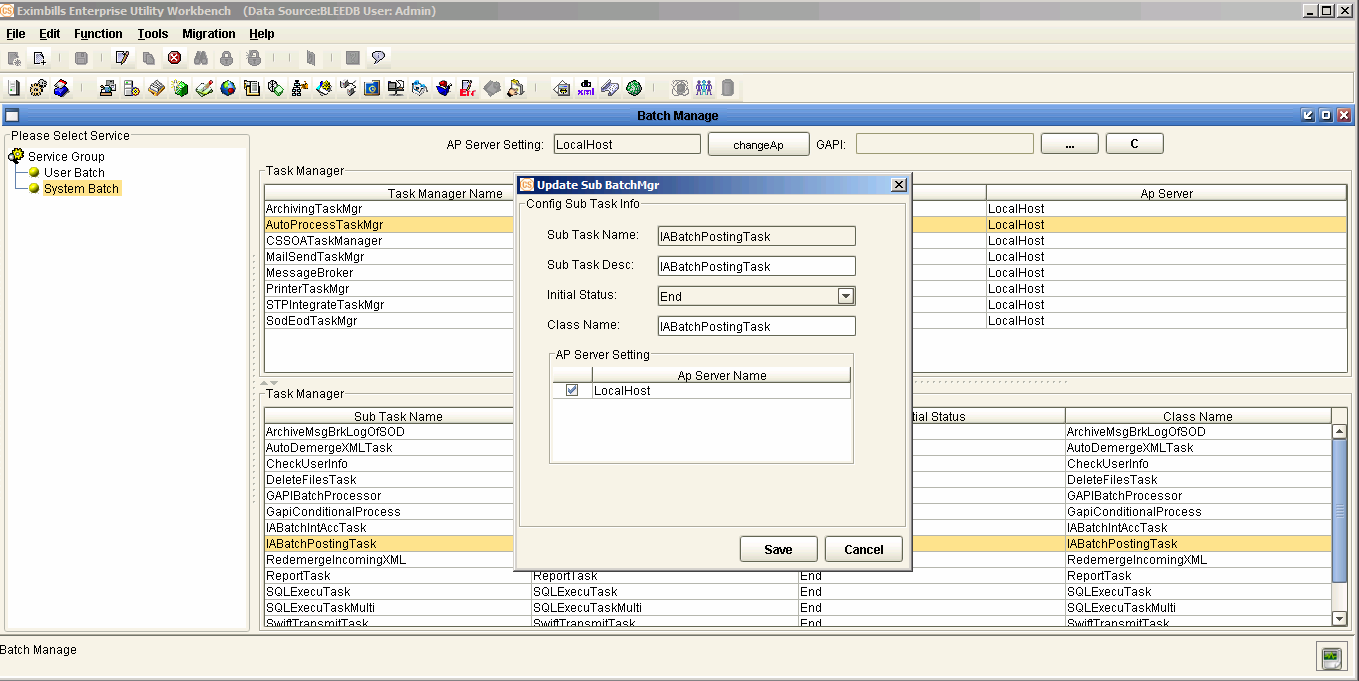 Eximbills Enterprise Utility Workbench (Data Source:BLEEDB User: Admin)
File Edit Function Tools Migration Help
Batch Manage
Please Select Service
Service Group
User Batch
System Batch
AP Server Setting: LocalHost changeAp GAPI: ... C
Task Manager
Task Manager Name Ap Server
ArchivingTaskMgr LocalHost
AutoProcessTaskMgr LocalHost
CSSOATaskManager LocalHost
MailSendTaskMgr LocalHost
MessageBroker LocalHost
PrinterTaskMgr LocalHost
STPIntegrateTaskMgr LocalHost
SodEodTaskMgr LocalHost
Update Sub BatchMgr
Config Sub Task Info
Sub Task Name: IABatchPostingTask
Sub Task Desc: IABatchPostingTask
Initial Status: End
Class Name: IABatchPostingTask
AP Server Setting
Ap Server Name
LocalHost
Save Cancel
Task Manager
Sub Task Name tial Status Class Name
ArchiveMsgBrkLogOfSOD ArchiveMsgBrkLogOfSOD
AutoDemergeXMLTask AutoDemergeXMLTask
CheckUserInfo CheckUserInfo
DeleteFilesTask DeleteFilesTask
GAPIBatchProcessor GAPIBatchProcessor
GapiConditionalProcess GapiConditionalProcess
IABatchIntAccTask IABatchIntAccTask
IABatchPostingTask IABatchPostingTask
RedemergeIncomingXML RedemergeIncomingXML
ReportTask ReportTask End ReportTask
SQLExecuTask SQLExecuTask End SQLExecuTask
SQLExecuTaskMulti SQLExecuTaskMulti End SQLExecuTaskMulti
SwiftTransmitTask SwiftTransmitTask End SwiftTransmitTask
Batch Manage